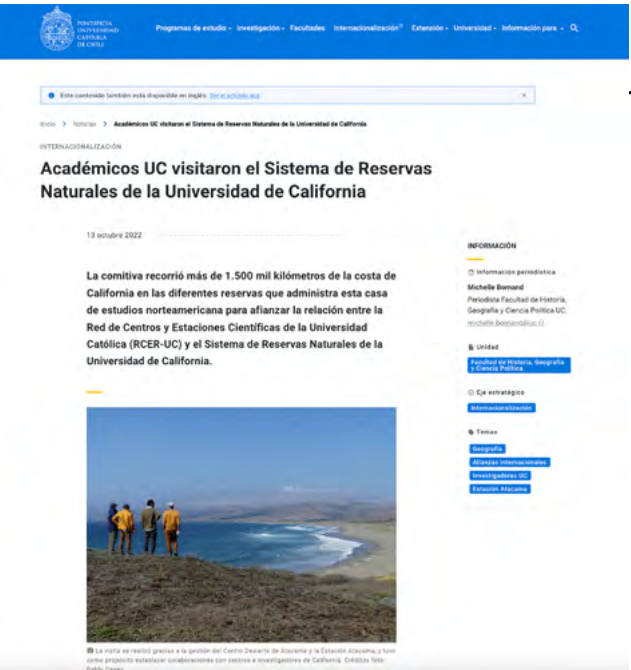 PONTIFICIA
UNIVERSIDAD
CATÓLICA
DE CHILE
Programas de estudio Investigación Facultades Internacionalización Extensión Universidad Información para
Este contenido también está disponible en inglés. Ver el artículo aquí
Inicio > Noticias > Académicos UC visitaron el Sistema de Reservas Naturales de la Universidad de California
INTERNACIONALIZACIÓN
Académicos UC visitaron el Sistema de Reservas
Naturales de la Universidad de California
13 octubre 2022
La comitiva recorrió más de 1.500 mil kilómetros de la costa de
California en las diferentes reservas que administra esta casa
de estudios norteamericana para afianzar la relación entre la
Red de Centros y Estaciones Científicas de la Universidad
Católica (RCER-UC) y el Sistema de Reservas Naturales de la
Universidad de California.
INFORMACIÓN
Información periodística
Michelle Bornand
Periodista Facultad de Historia,
Geografía y Ciencia Política UC.
Unidad
Facultad de Historia, Geografía
y Ciencia Política
Eje estratégico
Internacionalización
Temas
Geografía
Alianzas internacionales
Investigadores UC
Estación Atacama
La visita se realizó gracias a la gestión del Centro Desierto de Atacama y la Estación Atacama, y tuvo
como propósito establecer colaboraciones con centros e investigadores de California. Créditos foto: